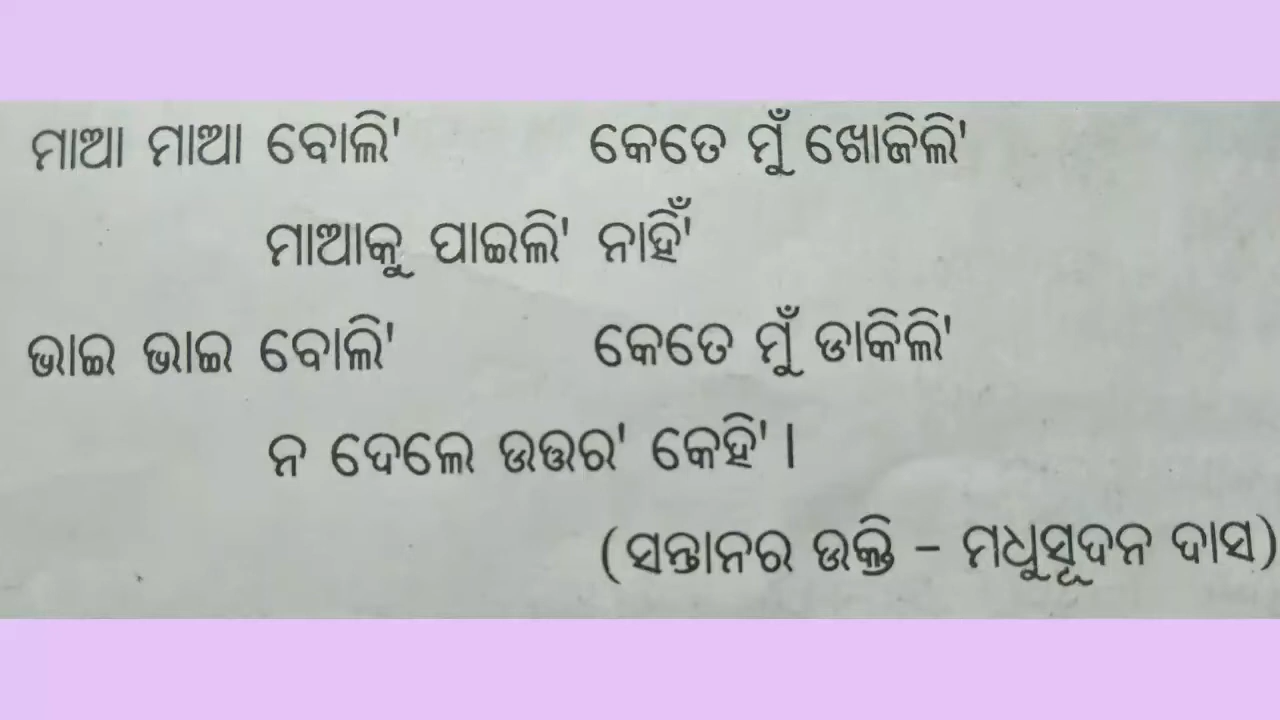 ମାଆ ମାଆ ବୋଲି' କେତେ ମୁଁ ଖୋଜିଲି'
ମାଆକୁ ପାଇଲି' ନାହିଁ'
ଭାଇ ଭାଇ ବୋଲି' କେତେ ମୁଁ ଡାକିଲି'
ନ ଦେଲେ ଉତ୍ତର' କେହି' ।
(ସନ୍ତାନର ଉକ୍ତି – ମଧୁସୂଦନ ଦାସ)